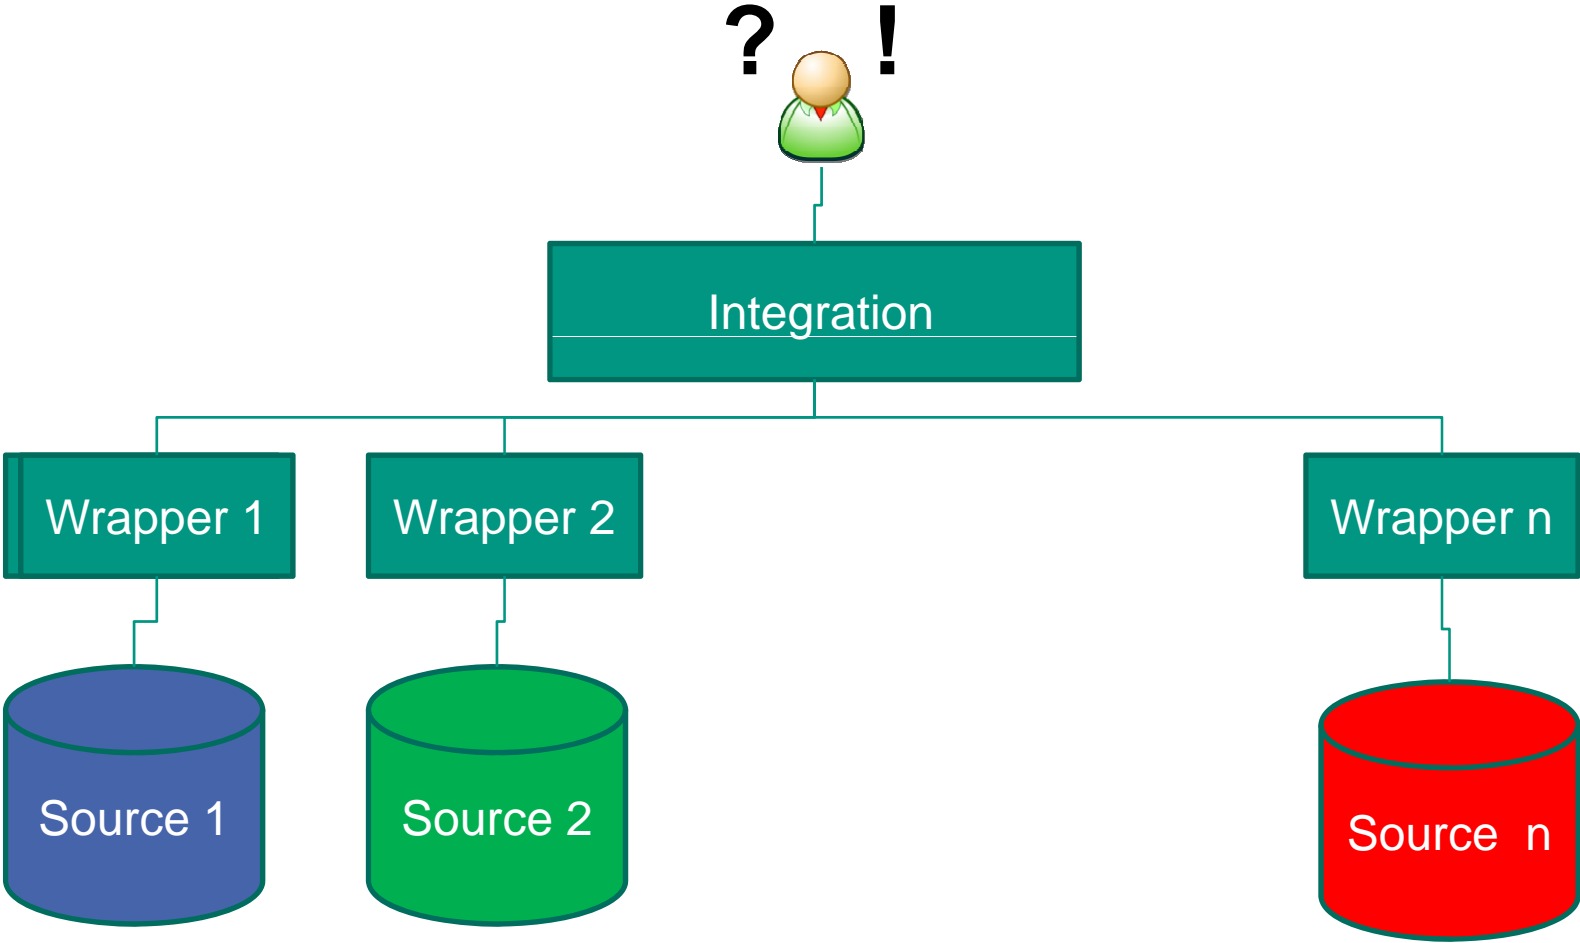 ? !
Integration
Wrapper 1 Wrapper 2 Wrapper n
Source 1 Source 2 Source n